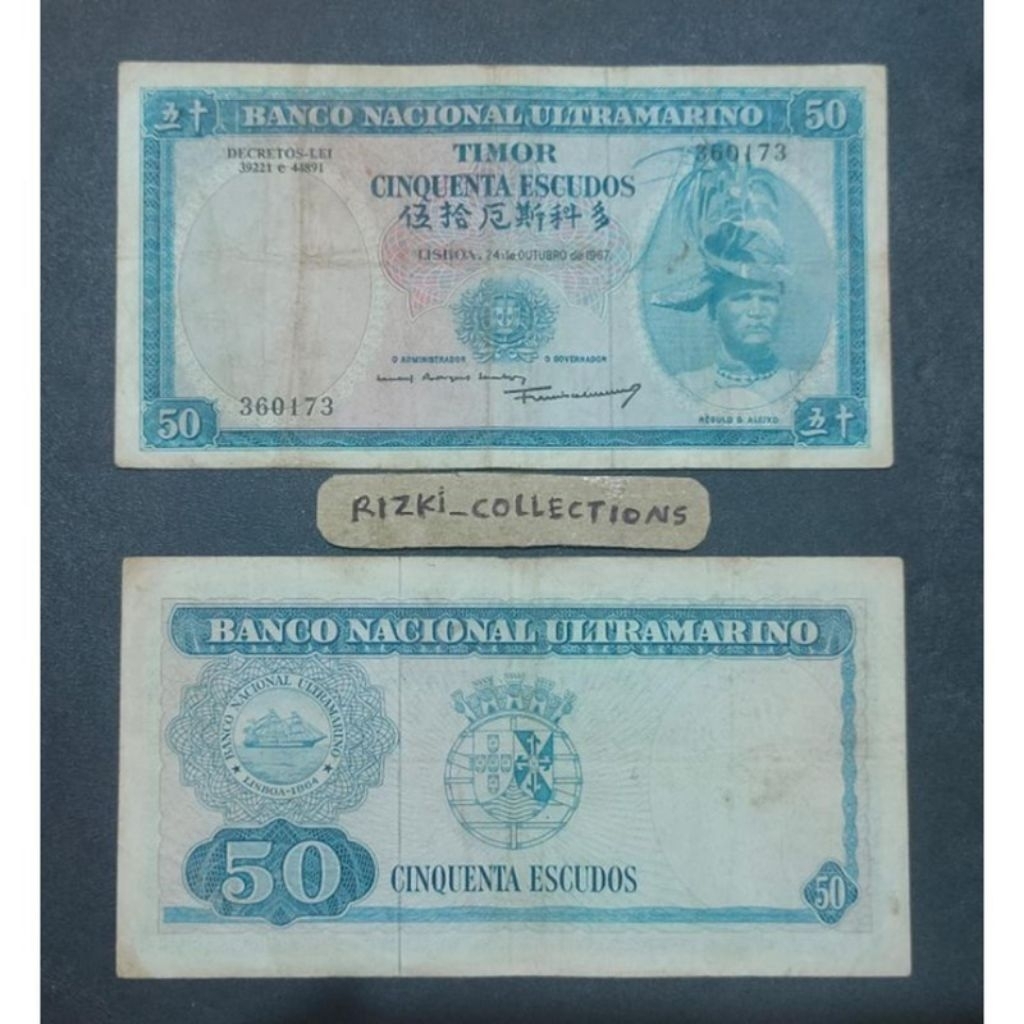 五十 BANCO NACIONAL ULTRAMARINO 50
DECRETOS-LEI
39221 e 44891
TIMOR
360173
CINQUENTA ESCUDOS
伍拾厄斯科多
LISBOA, 24 de OUTUBRO de 1967.
O ADMINISTRADOR O GOVERNADOR
360173
50
RÉGULO D. ALEIXO
五十
RIZKi_COLLECTIONS
BANCO NACIONAL ULTRAMARINO
BANCO NACIONAL ULTRAMARINO
LISBOA-1864
50
CINQUENTA ESCUDOS
50